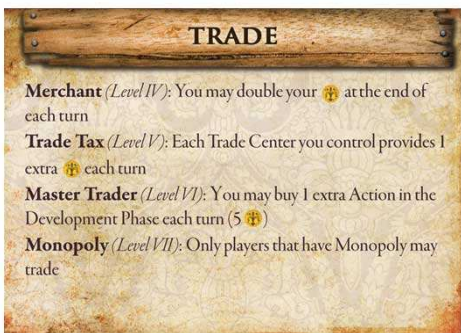 TRADE
Merchant (Level IV): You may double your at the end of
each turn
Trade Tax (Level V): Each Trade Center you control provides 1
extra each turn
Master Trader (Level VI): You may buy 1 extra Action in the
Development Phase each turn (5 )
Monopoly (Level VII): Only players that have Monopoly may
trade